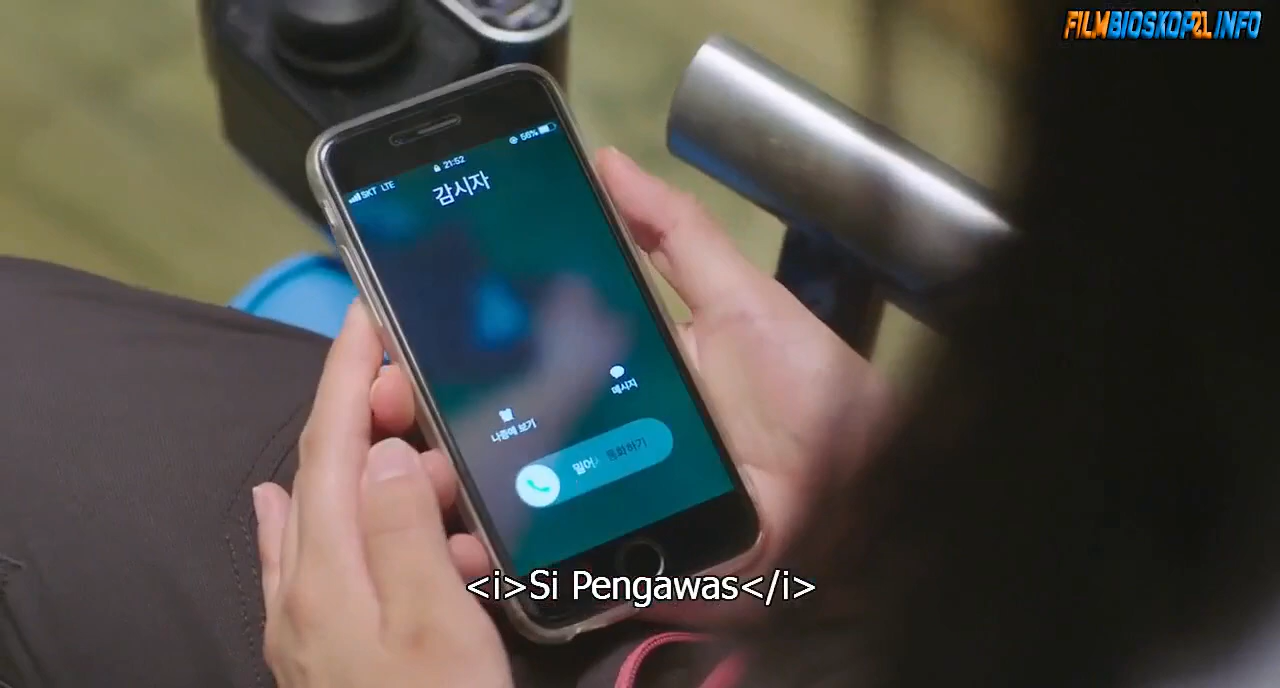 FILMBIOSKOP21.INFO
56%
21:52
SKT LTE
감시자
메시지
나중에 보기
밀어서 통화하기
<i>Si Pengawas</i>